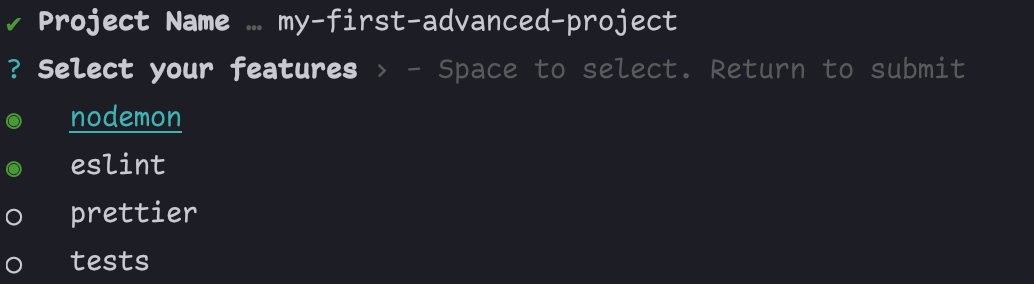 ✔ Project Name … my-first-advanced-project
? Select your features › - Space to select. Return to submit
◉ nodemon
◉ eslint
◯ prettier
◯ tests